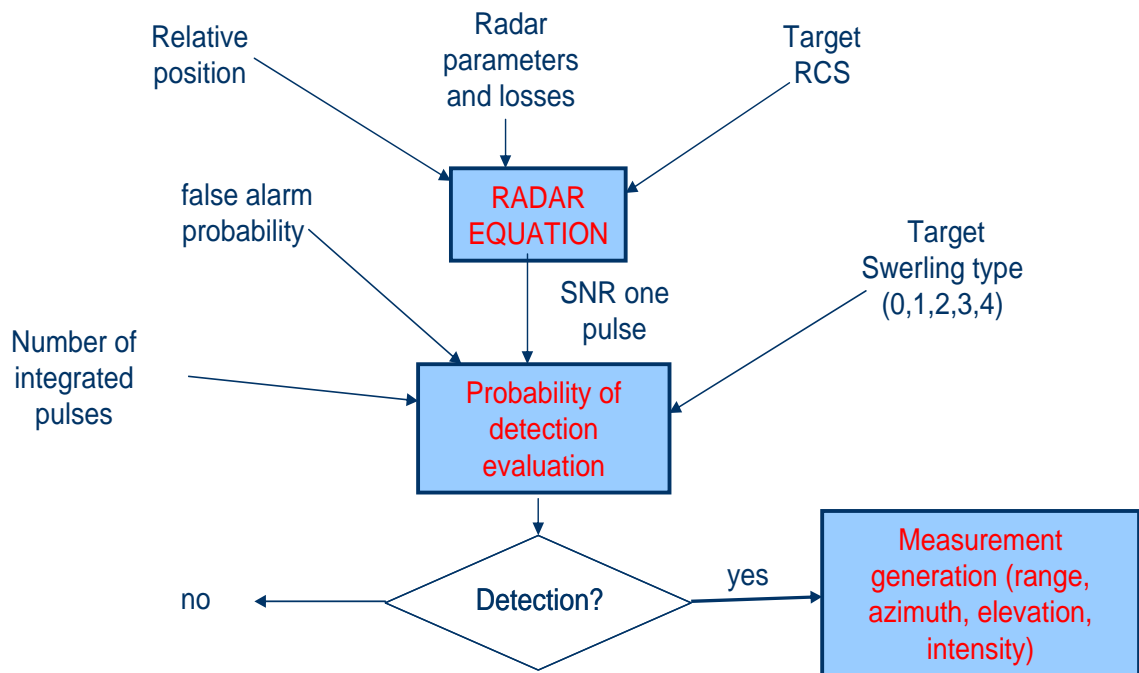 Relative
position
Radar
parameters
and losses
Target
RCS
RADAR
EQUATION
false alarm
probability
Target
Swerling type
(0,1,2,3,4)
SNR one
pulse
Number of
integrated
pulses
Probability of
detection
evaluation
Detection?
no
yes
Measurement
generation (range,
azimuth, elevation,
intensity)